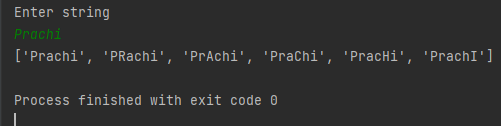 Enter string
Prachi
['Prachi', 'PRachi', 'PrAchi', 'PraChi', 'PracHi', 'PrachI']
Process finished with exit code 0